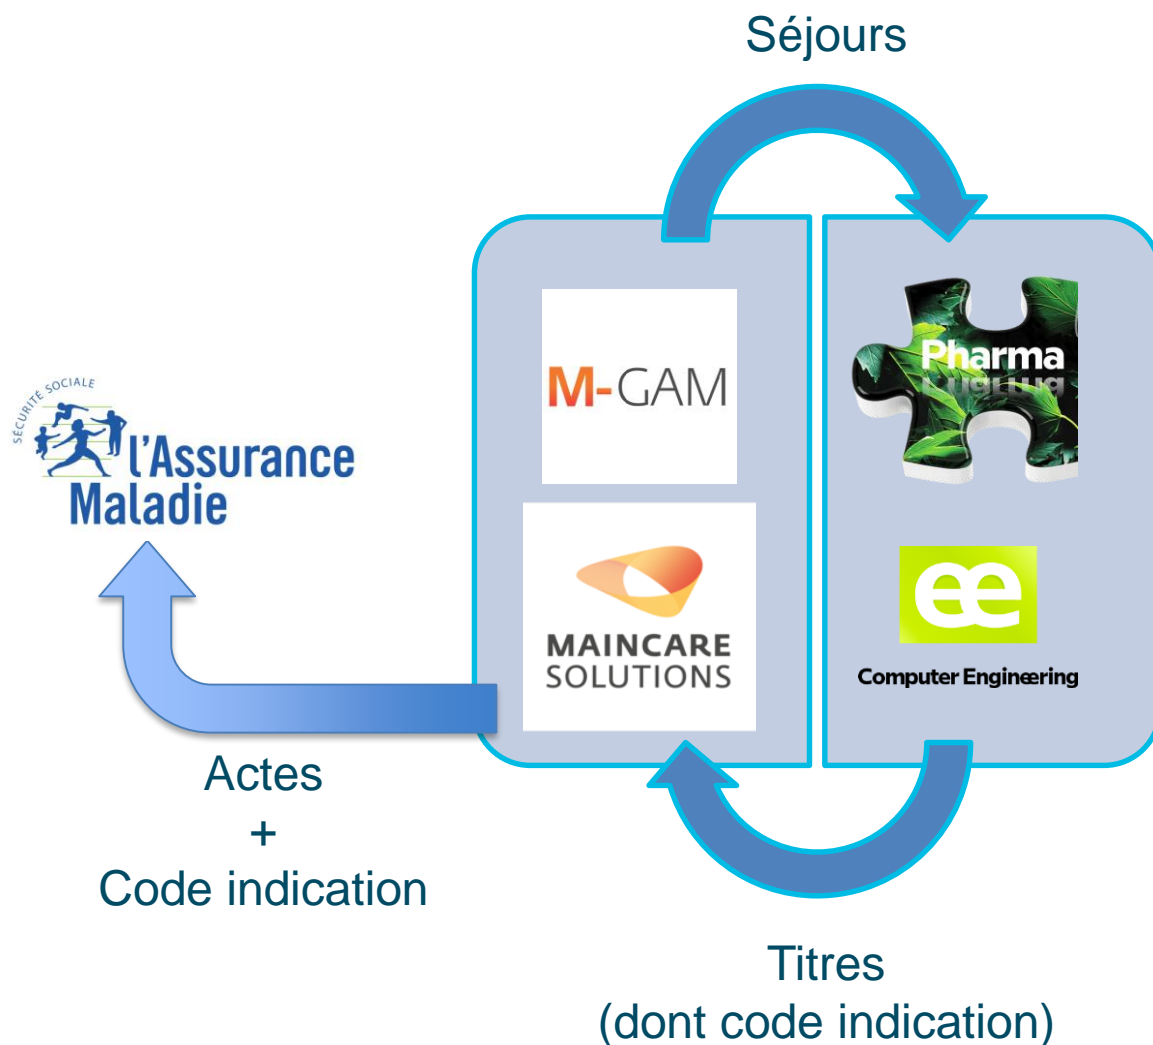 Séjours
M-GAM
Pharma
SÉCURITÉ SOCIALE
l'Assurance
Maladie
MAINCARE
SOLUTIONS
ee
Computer Engineering
Actes
+
Code indication
Titres
(dont code indication)